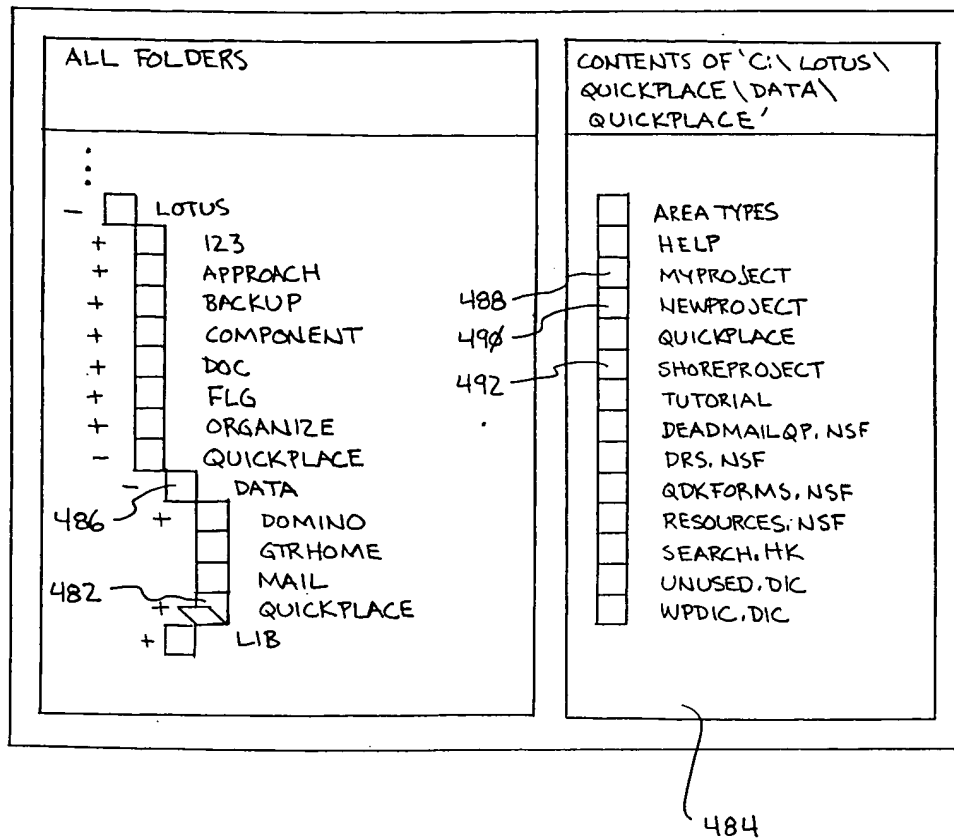 ALL FOLDERS
- LOTUS
+ 123
+ APPROACH
+ BACKUP
+ COMPONENT
+ DOC
+ FLG
+ ORGANIZE
- QUICKPLACE
- DATA
486
+ DOMINO
GTRHOME
MAIL
482
+ QUICKPLACE
+ LIB
CONTENTS OF 'C:\LOTUS\
QUICKPLACE\DATA\
QUICKPLACE'
AREA TYPES
HELP
488 MYPROJECT
490 NEWPROJECT
QUICKPLACE
492 SHOREPROJECT
TUTORIAL
DEADMAILQP.NSF
DRS.NSF
QDKFORMS.NSF
RESOURCES.NSF
SEARCH.HK
UNUSED.DIC
WPDIC.DIC
484